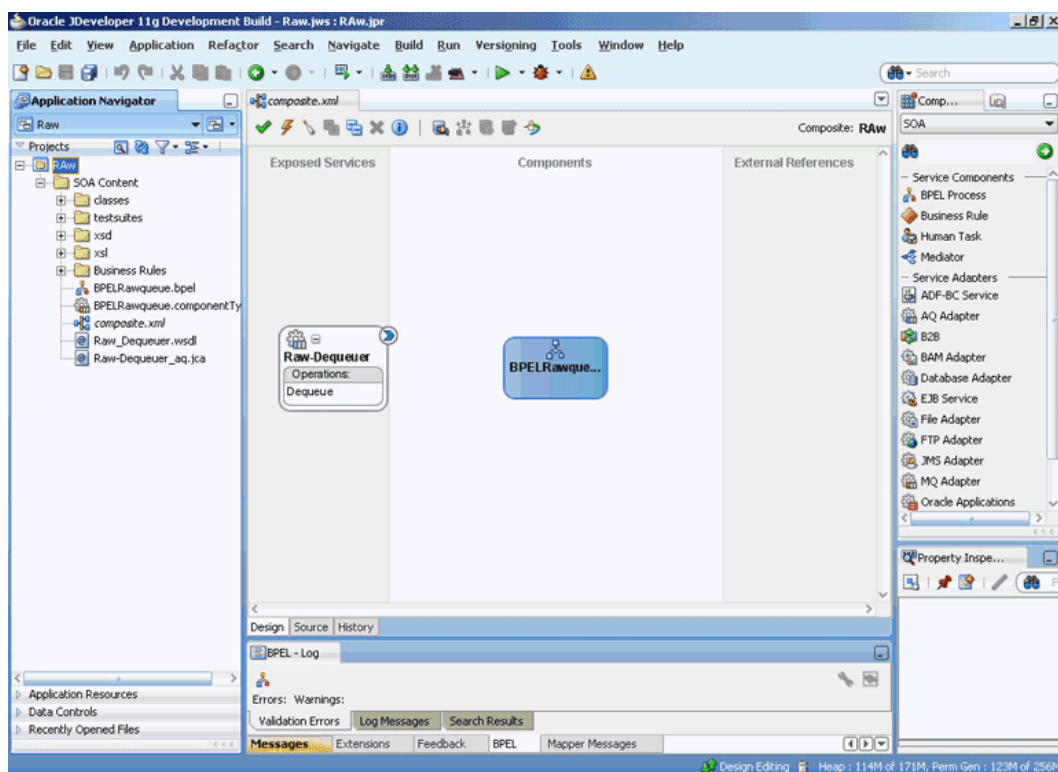 Oracle JDeveloper 11g Development Build - Raw.jws : RAw.jpr
File Edit View Application Refactor Search Navigate Build Run Versioning Tools Window Help
Search
Application Navigator
Raw
Projects
RAw
SOA Content
classes
testsuites
xsd
xsl
Business Rules
BPELRawqueue.bpel
BPELRawqueue.componentTy
composite.xml
Raw_Dequeuer.wsdl
Raw-Dequeuer_aq.jca
Application Resources
Data Controls
Recently Opened Files
composite.xml
Composite: RAw
Exposed Services
Components
External References
Raw-Dequeuer
Operations:
Dequeue
BPELRawque...
Design Source History
BPEL - Log
Errors: Warnings:
Validation Errors Log Messages Search Results
Messages Extensions Feedback BPEL Mapper Messages
Comp...
SOA
Service Components
BPEL Process
Business Rule
Human Task
Mediator
Service Adapters
ADF-BC Service
AQ Adapter
B2B
BAM Adapter
Database Adapter
EJB Service
File Adapter
FTP Adapter
JMS Adapter
MQ Adapter
Oracle Applications
Property Inspe...
F
Design Editing Heap : 114M of 171M, Perm Gen : 123M of 256M